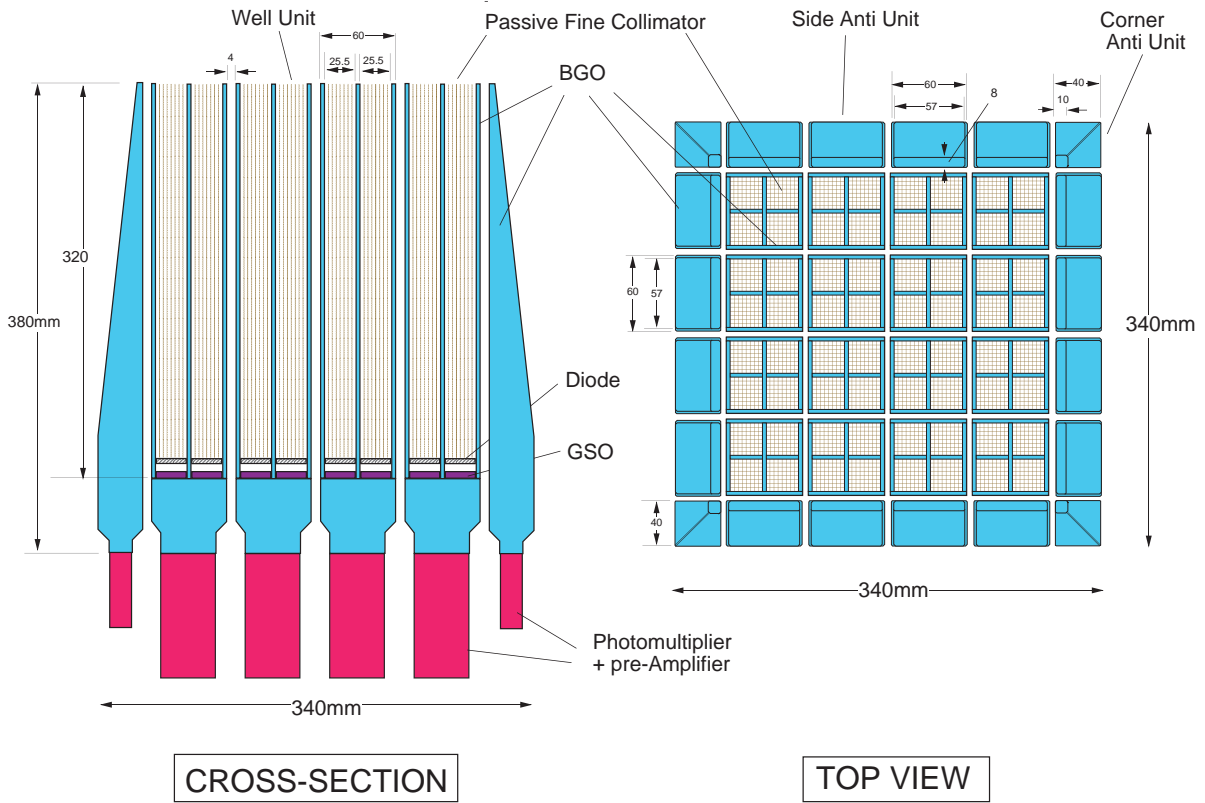 Well Unit
Passive Fine Collimator
Side Anti Unit
Corner
Anti Unit
60
4
25.5
25.5
BGO
60
57
8
40
10
320
380mm
60
57
340mm
Diode
GSO
40
340mm
Photomultiplier
+ pre-Amplifier
340mm
CROSS-SECTION
TOP VIEW